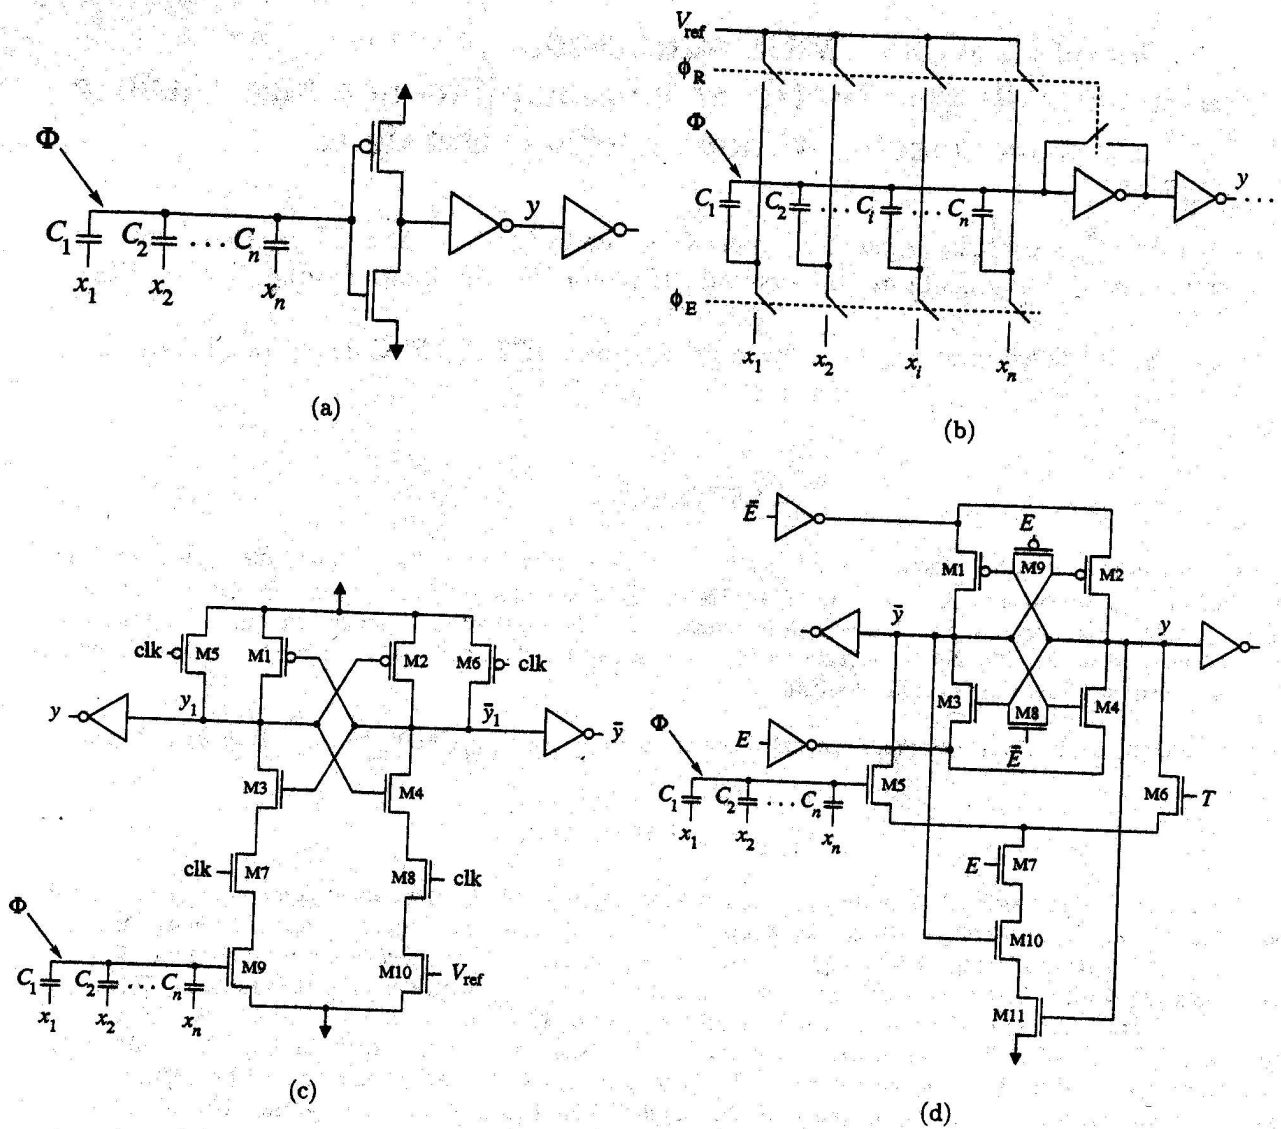 Φ
C1 C2 ... Cn
x1 x2 xn
y
(a)
Vref
ϕR
Φ
C1 C2 ... Ci ... Cn
y ....
ϕE
x1 x2 xi xn
(b)
clk M5 M1 M2 M6 clk
y y1 ȳ1 ȳ
M3 M4
clk M7 M8 clk
Φ
C1 C2 ... Cn M9 M10 Vref
x1 x2 xn
(c)
E̿ E
M1 M9 M2
ȳ y
M3 M8 M4
Φ E E̿
C1 C2 ... Cn M5 M6 T
x1 x2 xn
E M7
M10
M11
(d)